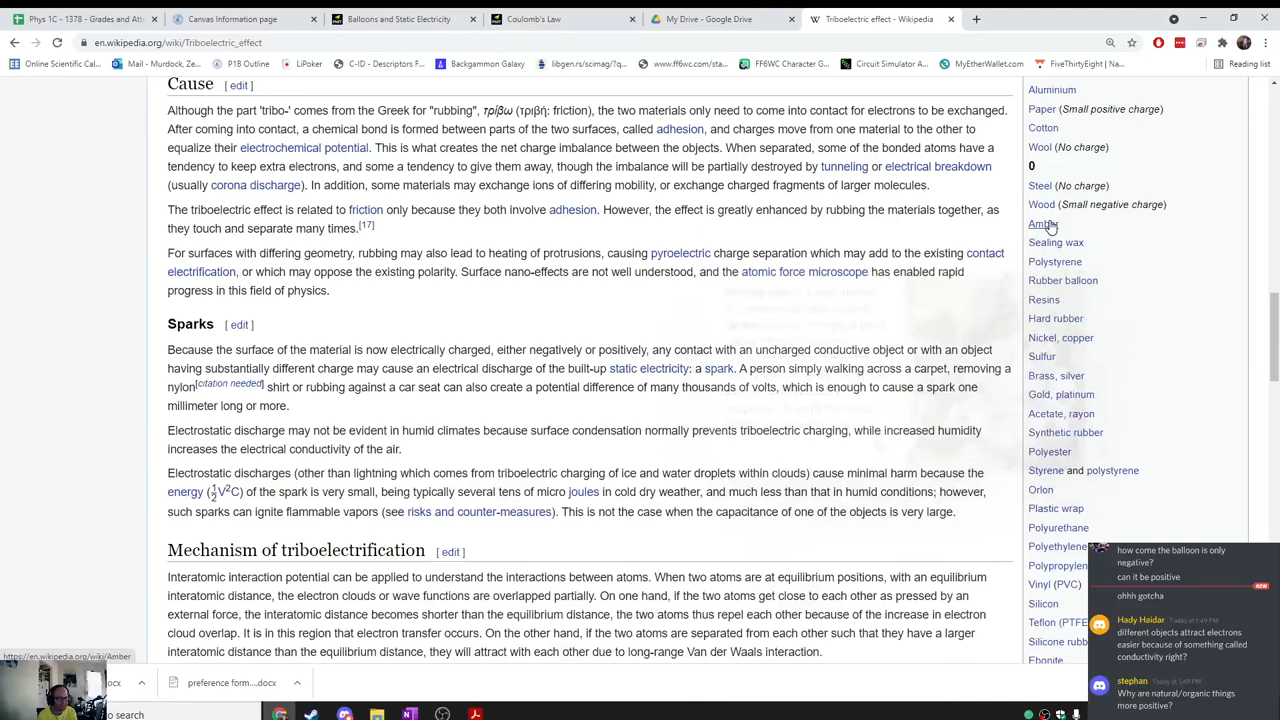 Phys 1C - 1378 - Grades and Att
Canvas Information page
Balloons and Static Electricity
Coulomb's Law
My Drive - Google Drive
Triboelectric effect - Wikipedia
en.wikipedia.org/wiki/Triboelectric_effect
Online Scientific Cal...
Mail - Murdock, Zec...
P1B Outline
LiPoker
C-ID - Descriptors F...
Backgammon Galaxy
libgen.rs/scimag/?q...
www.scamag/?q...
FF6WC Community...
Circuit Simulator A...
MyEtherWallet.com
FiveThirtyEight | Na...
Reading list
Cause [ edit ]
Although the part 'tribo-' comes from the Greek for "rubbing", τρίβω (τριβή: friction), the two materials only need to come into contact for electrons to be exchanged.
After coming into contact, a chemical bond is formed between parts of the two surfaces, called adhesion, and charges move from one material to the other to
equalize their electrochemical potential. This is what creates the net charge imbalance between the objects. When separated, some of the bonded atoms have a
tendency to keep extra electrons, and some a tendency to give them away, though the imbalance will be partially destroyed by tunneling or electrical breakdown
(usually corona discharge). In addition, some materials may exchange ions of differing mobility, or exchange charged fragments of larger molecules.
The triboelectric effect is related to friction only because they both involve adhesion. However, the effect is greatly enhanced by rubbing the materials together, as
they touch and separate many times.[17]
For surfaces with differing geometry, rubbing may also lead to heating of protrusions, causing pyroelectric charge separation which may add to the existing contact
electrification, or which may oppose the existing polarity. Surface nano-effects are not well understood, and the atomic force microscope has enabled rapid
progress in this field of physics.
Sparks [ edit ]
Because the surface of the material is now electrically charged, either negatively or positively, any contact with an uncharged conductive object or with an object
having substantially different charge may cause an electrical discharge of the built-up static electricity: a spark. A person simply walking across a carpet, removing a
nylon[citation needed] shirt or rubbing against a car seat can also create a potential difference of many thousands of volts, which is enough to cause a spark one
millimeter long or more.
Electrostatic discharge may not be evident in humid climates because surface condensation normally prevents triboelectric charging, while increased humidity
increases the electrical conductivity of the air.
Electrostatic discharges (other than lightning which comes from triboelectric charging of ice and water droplets within clouds) cause minimal harm because the
energy (1/2V²C) of the spark is very small, being typically several tens of micro joules in cold dry weather, and much less than that in humid conditions; however,
such sparks can ignite flammable vapors (see risks and counter-measures). This is not the case when the capacitance of one of the objects is very large.
Mechanism of triboelectrification [ edit ]
Interatomic interaction potential can be applied to understand the interactions between atoms. When two atoms are at equilibrium positions, with an equilibrium
interatomic distance, the electron clouds or wave functions are overlapped partially. On one hand, if the two atoms get close to each other as pressed by an
external force, the interatomic distance becomes shorter than the equilibrium distance, the two atoms thus repel each other because of the increase in electron
cloud overlap. It is in this region that electron transfer occurs. On the other hand, if the two atoms are separated from each other such that they have a larger
interatomic distance than the equilibrium distance, they will attract with each other due to long-range Van der Waals interaction.
Aluminium
Paper (Small positive charge)
Cotton
Wool (No charge)
0
Steel (No charge)
Wood (Small negative charge)
Amber
Sealing wax
Polystyrene
Rubber balloon
Resins
Hard rubber
Nickel, copper
Sulfur
Brass, silver
Gold, platinum
Acetate, rayon
Synthetic rubber
Polyester
Styrene and polystyrene
Orlon
Plastic wrap
Polyurethane
Polyethylene
Polypropylen
Vinyl (PVC)
Silicon
Teflon (PTFE
Silicone rubb
Ebonite
how come the balloon is only
negative?
can it be positive
NEW
ohhh gotcha
Hady Haidar Today at 1:49 PM
different objects attract electrons
easier because of something called
conductivity right?
stephan Today at 1:49 PM
Why are natural/organic things
more positive?
https://en.wikipedia.org/wiki/Amber
ocx
preference form....docx
o search